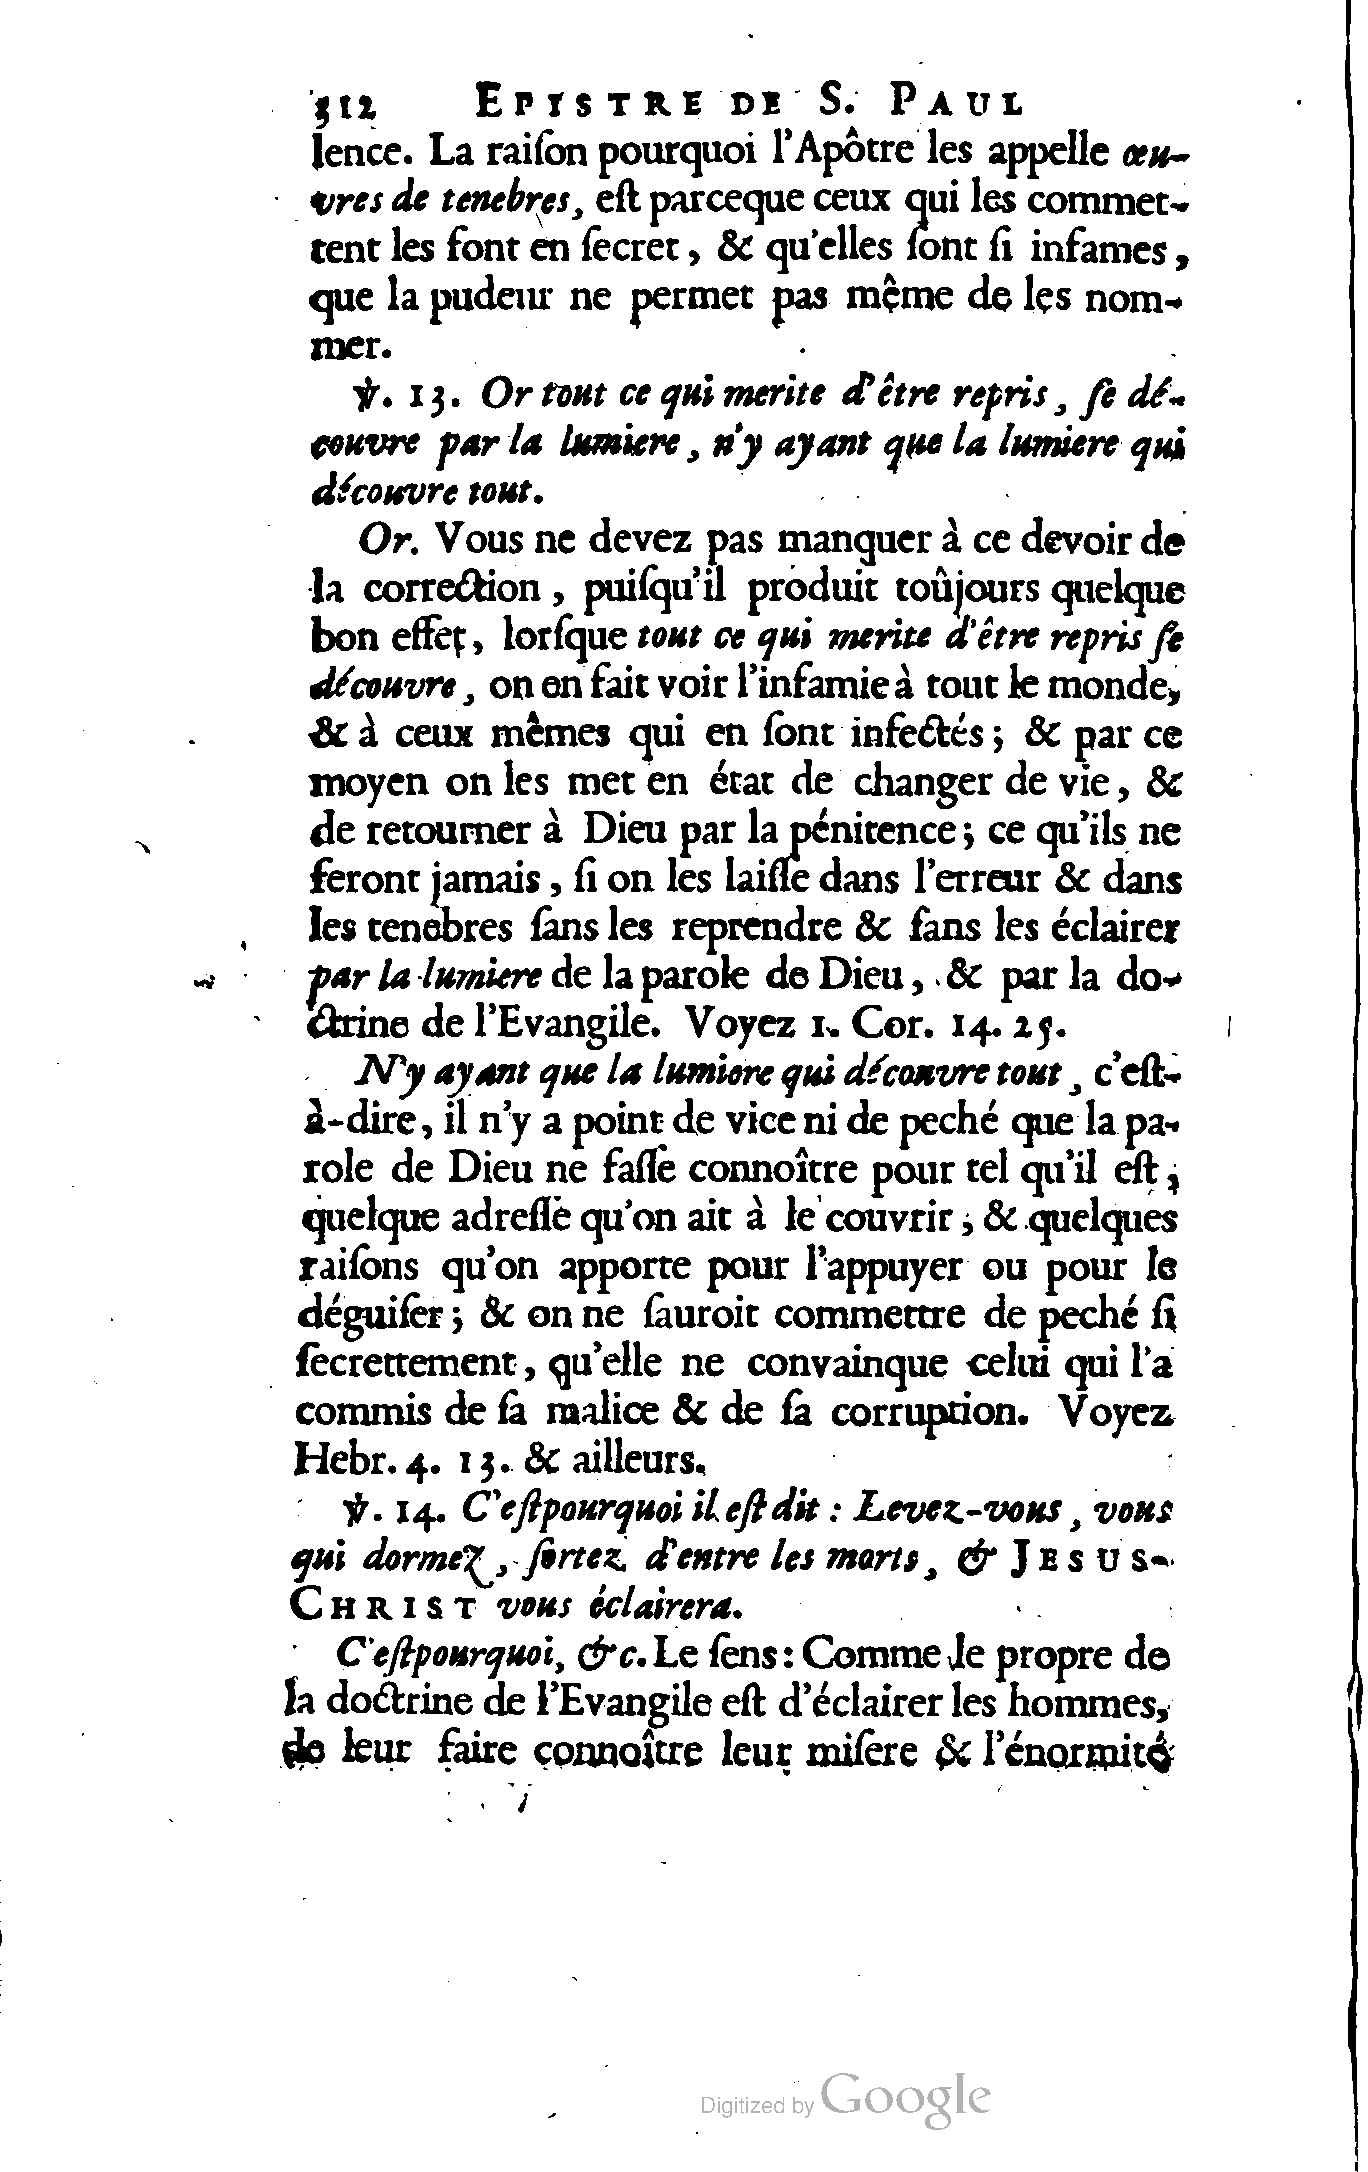 312 EPISTRE DE S. PAUL
lence. La raiſon pourquoi l'Apôtre les appelle œu-
vres de tenebres, eſt parceque ceux qui les commet-
tent les font en ſecret, & qu'elles ſont ſi infames,
que la pudeur ne permet pas même de les nom-
mer.
℣. 13. Or tout ce qui merite d'être repris, ſe dé-
couvre par la lumiere, n'y ayant que la lumiere qui
découvre tout.
Or. Vous ne devez pas manquer à ce devoir de
la correction, puiſqu'il produit toûjours quelque
bon effet, lorſque tout ce qui merite d'être repris ſe
découvre, on en fait voir l'infamie à tout le monde,
& à ceux mêmes qui en ſont infectés; & par ce
moyen on les met en état de changer de vie, &
de retourner à Dieu par la pénitence; ce qu'ils ne
feront jamais, ſi on les laiſſe dans l'erreur & dans
les tenebres ſans les reprendre & ſans les éclairer
par la lumiere de la parole de Dieu, & par la do-
ctrine de l'Evangile. Voyez 1. Cor. 14. 25.
N'y ayant que la lumiere qui découvre tout, c'eſt-
à-dire, il n'y a point de vice ni de peché que la pa-
role de Dieu ne faſſe connoître pour tel qu'il eſt,
quelque adreſſe qu'on ait à le couvrir, & quelques
raiſons qu'on apporte pour l'appuyer ou pour le
déguiſer; & on ne ſauroit commettre de peché ſi
ſecrettement, qu'elle ne convainque celui qui l'a
commis de ſa malice & de ſa corruption. Voyez
Hebr. 4. 13. & ailleurs.
℣. 14. C'eſtpourquoi il eſt dit: Levez-vous, vous
qui dormez, ſortez d'entre les morts, & JESUS-
CHRIST vous éclairera.
C'eſtpourquoi, &c. Le ſens: Comme le propre de
la doctrine de l'Evangile eſt d'éclairer les hommes,
de leur faire connoître leur miſere & l'énormité
Digitized by Google